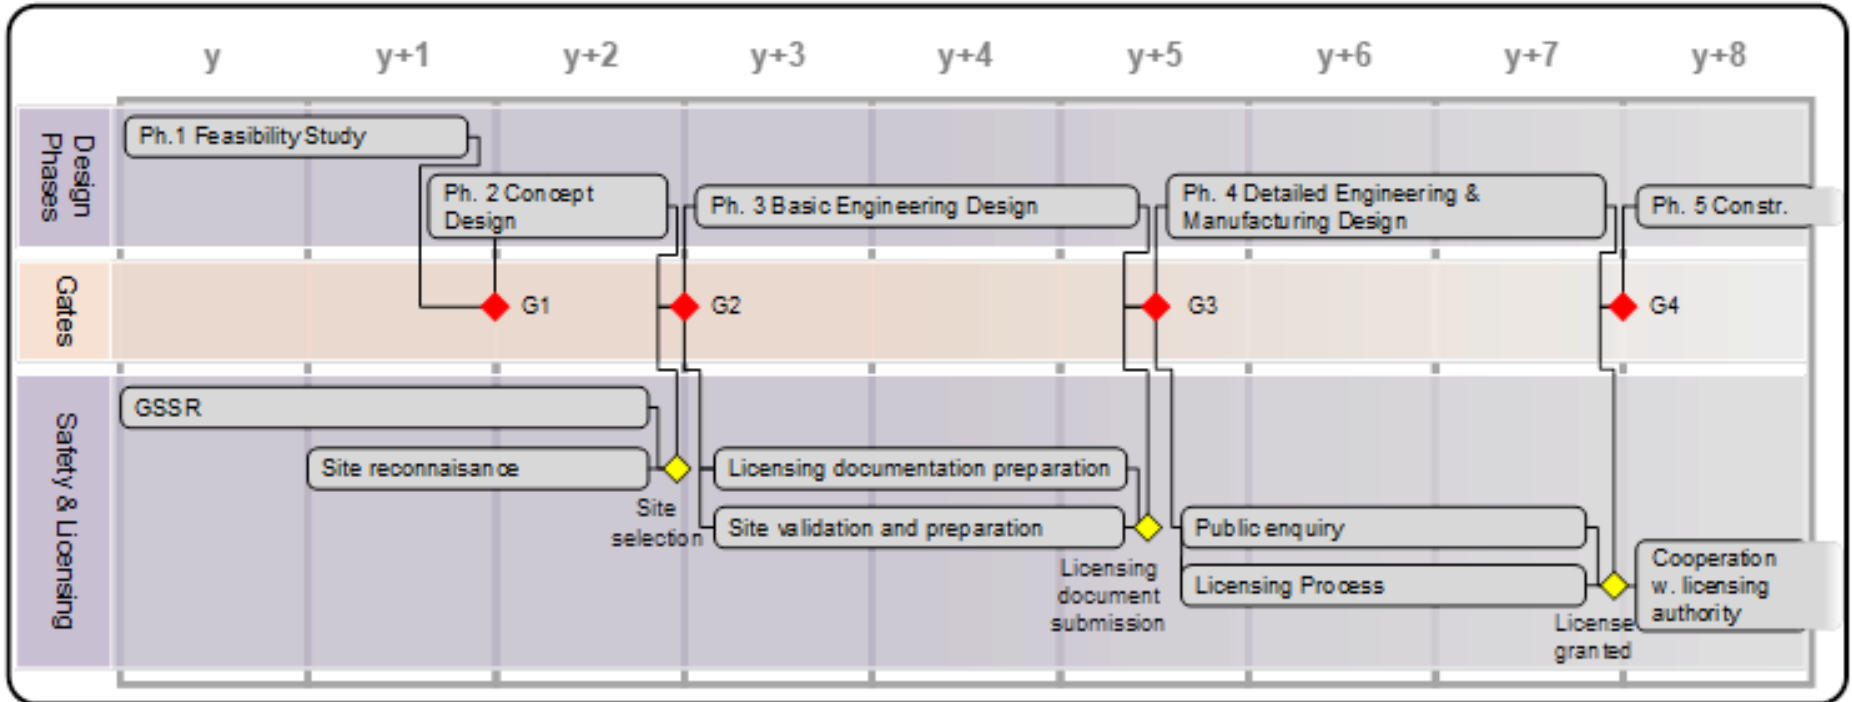 y y+1 y+2 y+3 y+4 y+5 y+6 y+7 y+8
Design
Phases
Ph.1 Feasibility Study
Ph. 2 Concept
Design
Ph. 3 Basic Engineering Design
Ph. 4 Detailed Engineering &
Manufacturing Design
Ph. 5 Constr.
Gates
G1
G2
G3
G4
Safety & Licensing
GSSR
Site reconnaisance
Site
selection
Licensing documentation preparation
Site validation and preparation
Licensing
document
submission
Public enquiry
Licensing Process
License
granted
Cooperation
w. licensing
authority